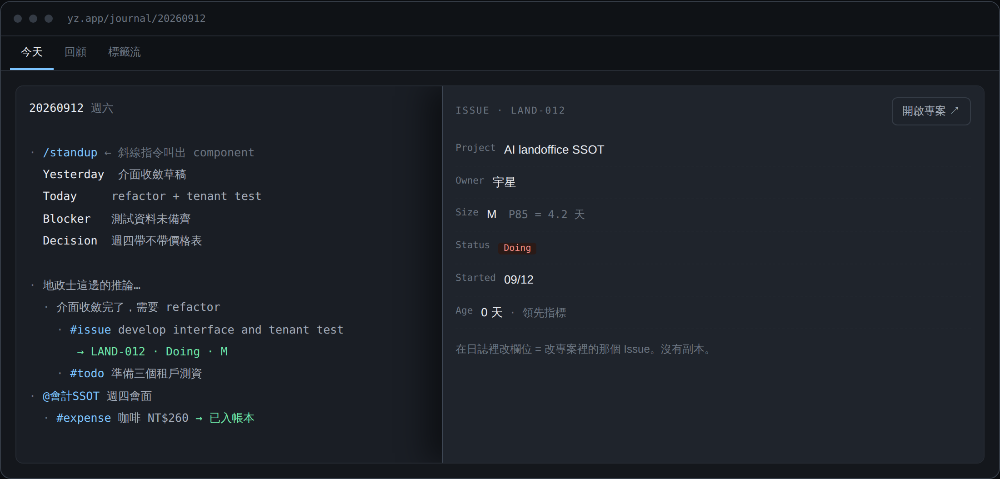 yz.app/journal/20260912
今天 回顧 標籤流
20260912 週六
· /standup ← 斜線指令叫出 component
Yesterday 介面收斂草稿
Today refactor + tenant test
Blocker 測試資料未備齊
Decision 週四帶不帶價格表
· 地政士這邊的推論…
· 介面收斂完了，需要 refactor
· #issue develop interface and tenant test
→ LAND-012 · Doing · M
· #todo 準備三個租戶測資
· @會計SSOT 週四會面
· #expense 咖啡 NT$260 → 已入帳本
ISSUE · LAND-012
開啟專案 ↗
Project AI landoffice SSOT
Owner 宇星
Size M P85 = 4.2 天
Status Doing
Started 09/12
Age 0 天 · 領先指標
在日誌裡改欄位 = 改專案裡的那個 Issue。沒有副本。